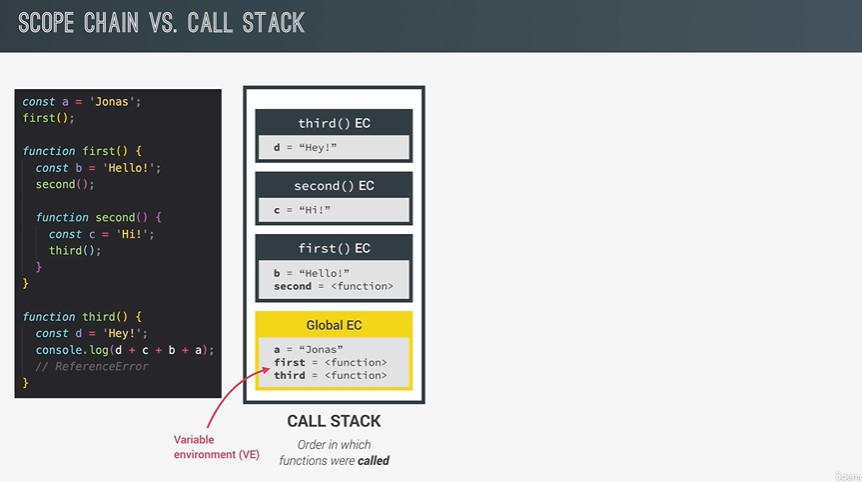 SCOPE CHAIN VS. CALL STACK
const a = 'Jonas';
first();
function first() {
const b = 'Hello!';
second();
function second() {
const c = 'Hi!';
third();
}
}
function third() {
const d = 'Hey!';
console.log(d + c + b + a);
// ReferenceError
}
third() EC
d = “Hey!”
second() EC
c = “Hi!”
first() EC
b = “Hello!”
second = <function>
Global EC
a = “Jonas”
first = <function>
third = <function>
Variable
environment (VE)
CALL STACK
Order in which
functions were called